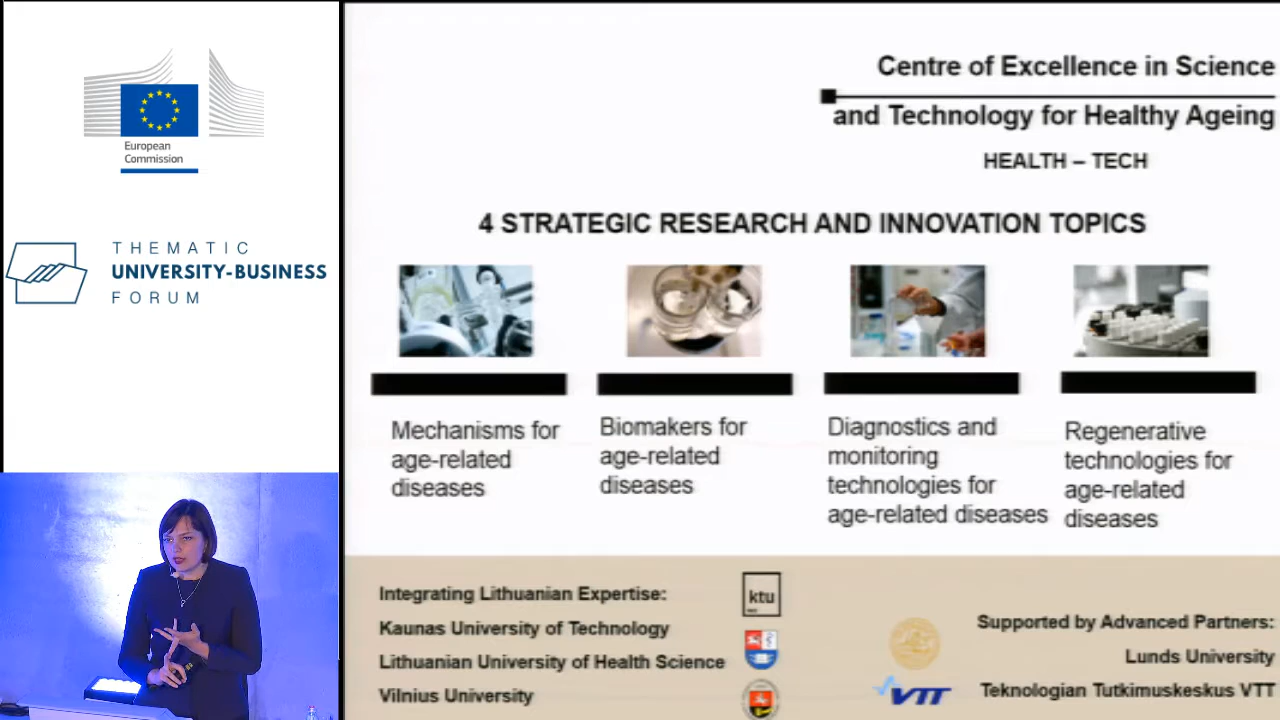 European
Commission
THEMATIC
UNIVERSITY-BUSINESS
FORUM
Centre of Excellence in Science
and Technology for Healthy Ageing
HEALTH – TECH
4 STRATEGIC RESEARCH AND INNOVATION TOPICS
Mechanisms for
age-related
diseases
Biomakers for
age-related
diseases
Diagnostics and
monitoring
technologies for
age-related diseases
Regenerative
technologies for
age-related
diseases
Integrating Lithuanian Expertise:
Kaunas University of Technology
Lithuanian University of Health Science
Vilnius University
ktu
VTT
Supported by Advanced Partners:
Lunds University
Teknologian Tutkimuskeskus VTT